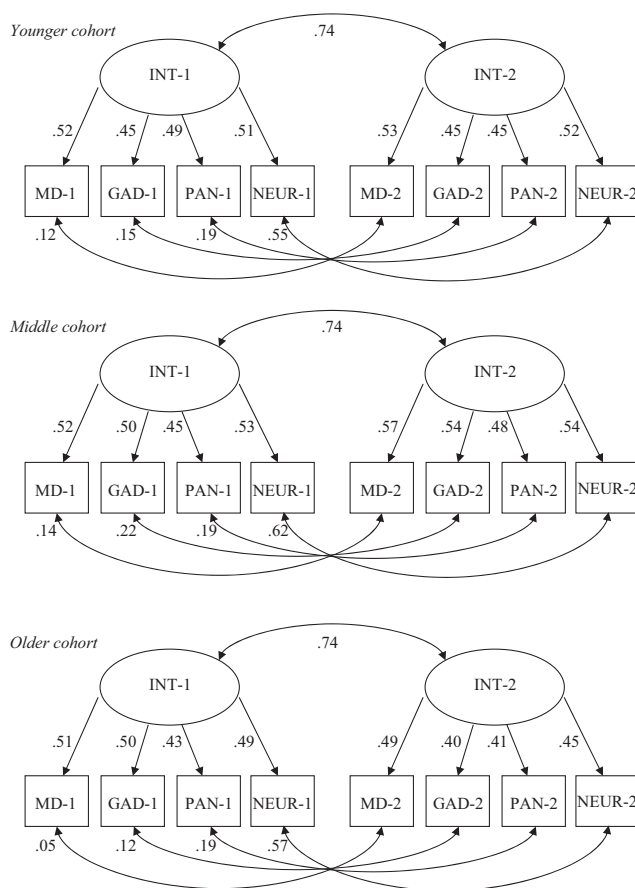 Younger cohort
.74
INT-1 INT-2
.52 .45 .49 .51 .53 .45 .45 .52
MD-1 GAD-1 PAN-1 NEUR-1 MD-2 GAD-2 PAN-2 NEUR-2
.12 .15 .19 .55
Middle cohort
.74
INT-1 INT-2
.52 .50 .45 .53 .57 .54 .48 .54
MD-1 GAD-1 PAN-1 NEUR-1 MD-2 GAD-2 PAN-2 NEUR-2
.14 .22 .19 .62
Older cohort
.74
INT-1 INT-2
.51 .50 .43 .49 .49 .40 .41 .45
MD-1 GAD-1 PAN-1 NEUR-1 MD-2 GAD-2 PAN-2 NEUR-2
.05 .12 .19 .57